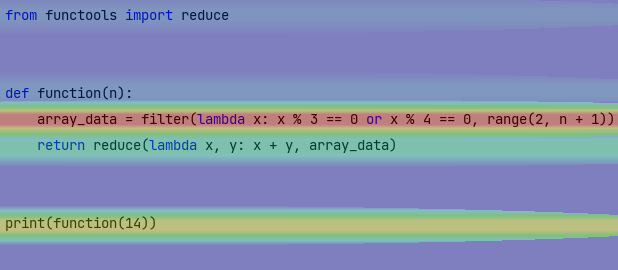 from functools import reduce
def function(n):
    array_data = filter(lambda x: x % 3 == 0 or x % 4 == 0, range(2, n + 1))
    return reduce(lambda x, y: x + y, array_data)
print(function(14))